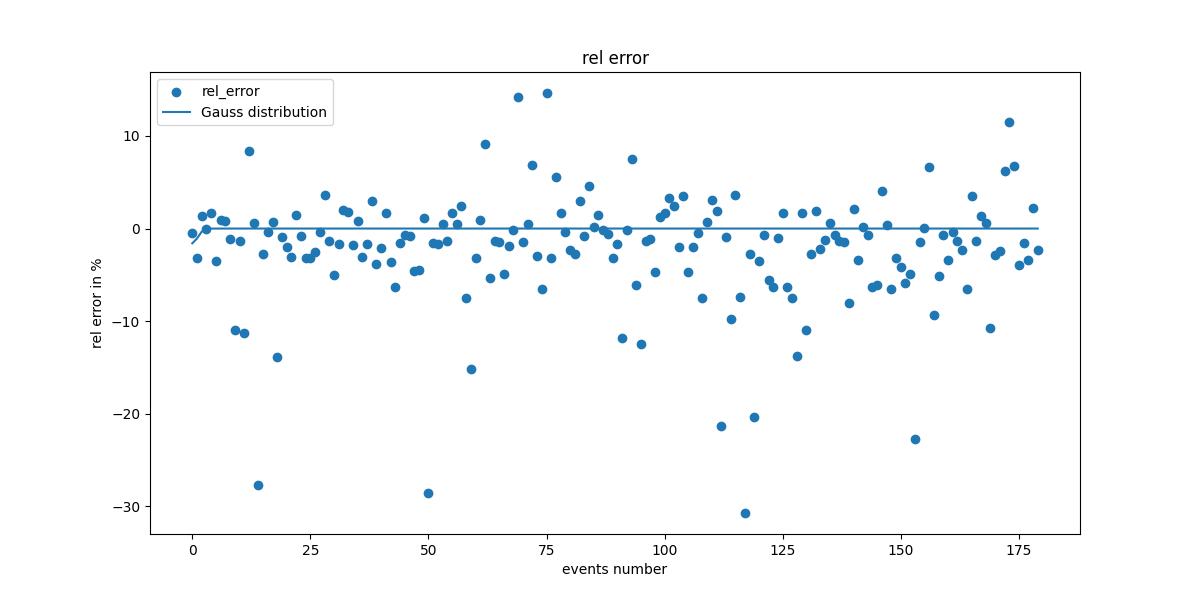 rel error
rel_error
Gauss distribution
rel error in %
10
0
−10
−20
−30
0 25 50 75 100 125 150 175
events number